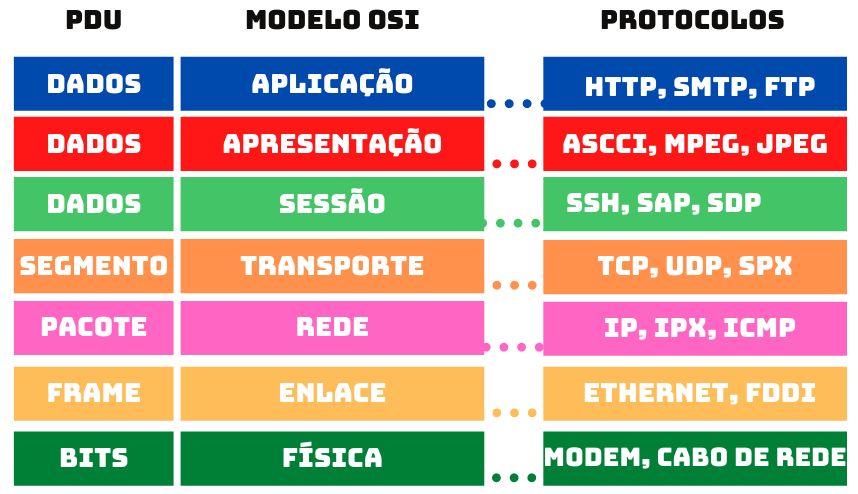 PDU MODELO OSI PROTOCOLOS
DADOS APLICAÇÃO HTTP, SMTP, FTP
DADOS APRESENTAÇÃO ASCCI, MPEG, JPEG
DADOS SESSÃO SSH, SAP, SDP
SEGMENTO TRANSPORTE TCP, UDP, SPX
PACOTE REDE IP, IPX, ICMP
FRAME ENLACE ETHERNET, FDDI
BITS FÍSICA MODEM, CABO DE REDE